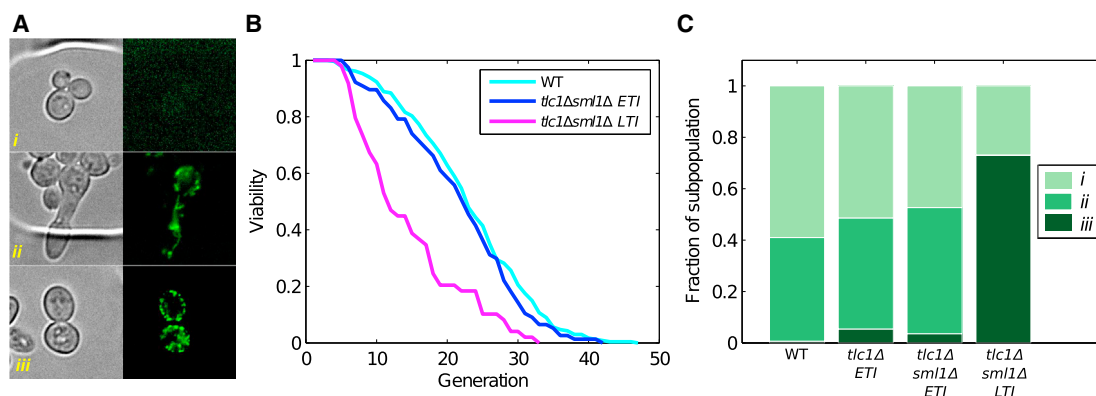 A
i
ii
iii
B
Viability
1
0.8
0.6
0.4
0.2
0
0 10 20 30 40 50
Generation
WT
tlc1Δsml1Δ ETI
tlc1Δsml1Δ LTI
C
Fraction of subpopulation
1
0.8
0.6
0.4
0.2
0
WT
tlc1Δ
ETI
tlc1Δ
sml1Δ
ETI
tlc1Δ
sml1Δ
LTI
i
ii
iii